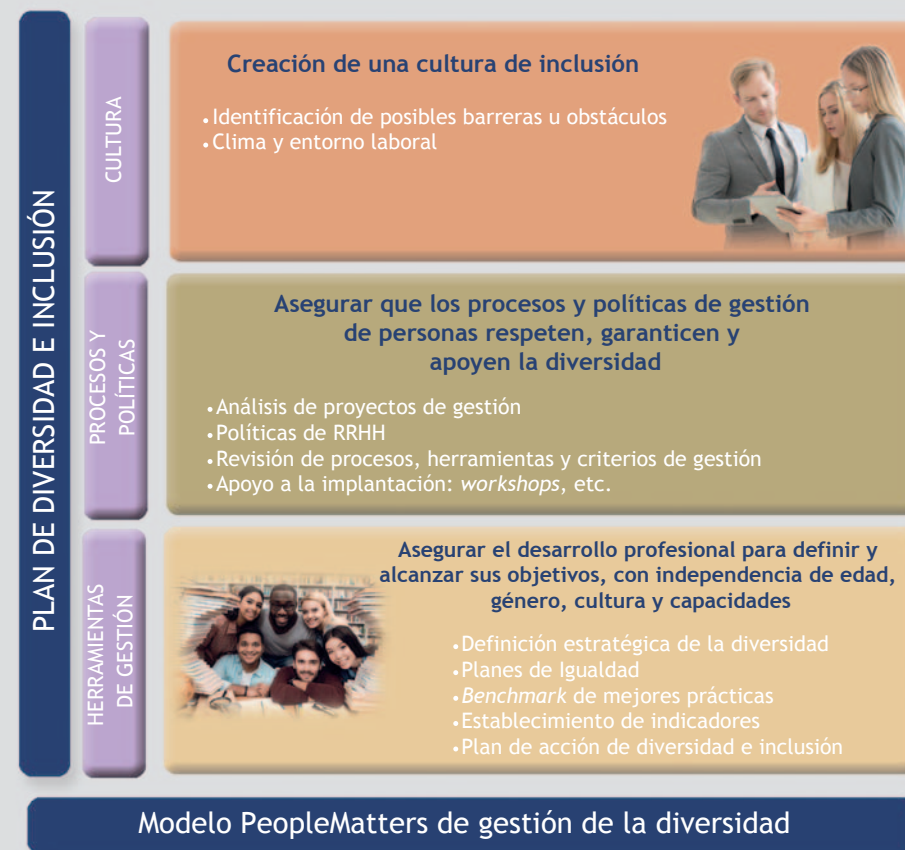 PLAN DE DIVERSIDAD E INCLUSIÓN
CULTURA
Creación de una cultura de inclusión
• Identificación de posibles barreras u obstáculos
• Clima y entorno laboral
PROCESOS Y
POLÍTICAS
Asegurar que los procesos y políticas de gestión
de personas respeten, garanticen y
apoyen la diversidad
• Análisis de proyectos de gestión
• Políticas de RRHH
• Revisión de procesos, herramientas y criterios de gestión
• Apoyo a la implantación: workshops, etc.
HERRAMIENTAS
DE GESTIÓN
Asegurar el desarrollo profesional para definir y
alcanzar sus objetivos, con independencia de edad,
género, cultura y capacidades
• Definición estratégica de la diversidad
• Planes de Igualdad
• Benchmark de mejores prácticas
• Establecimiento de indicadores
• Plan de acción de diversidad e inclusión
Modelo PeopleMatters de gestión de la diversidad